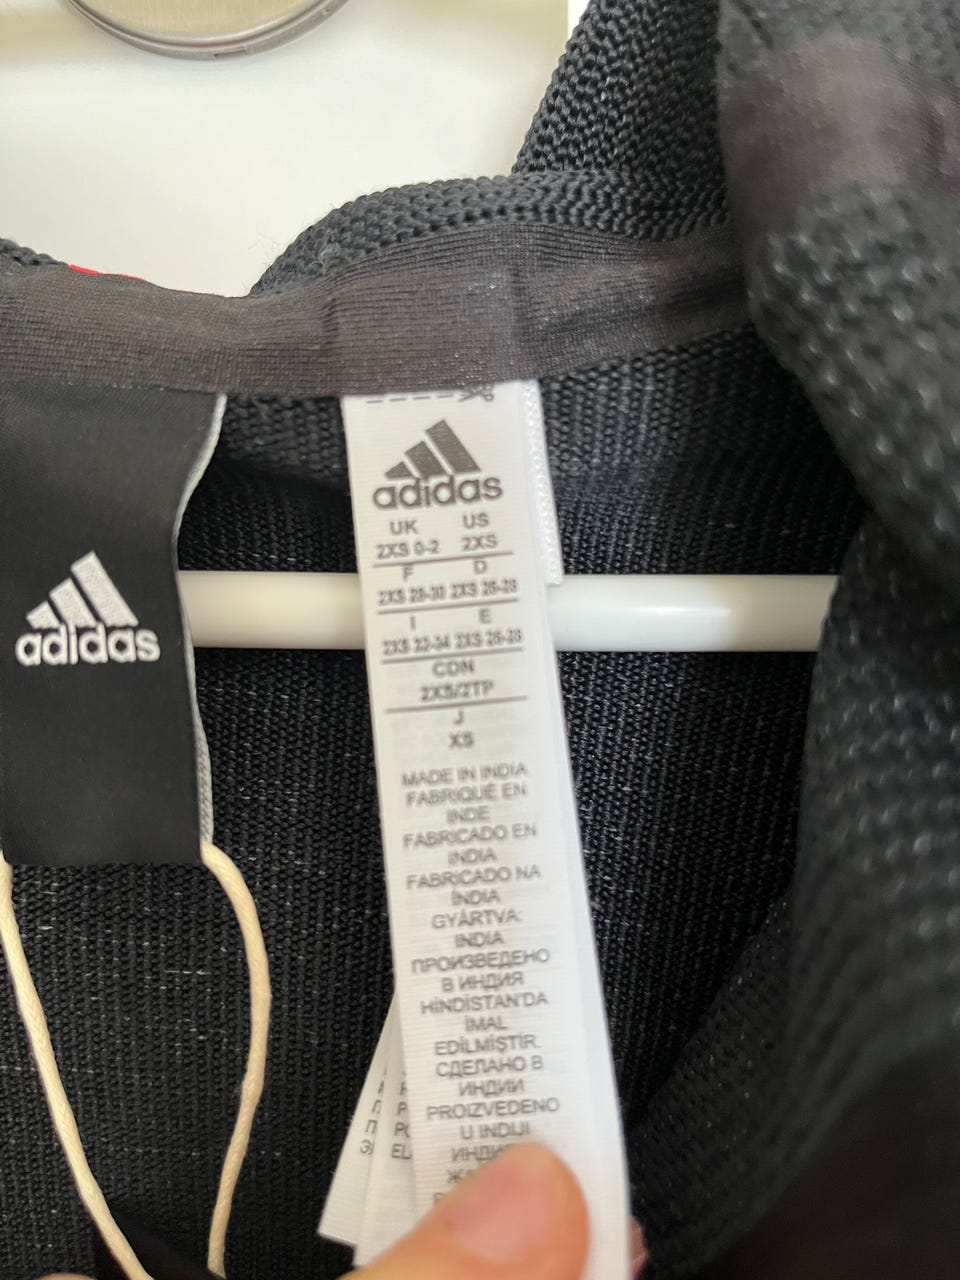 adidas
adidas
UK US
2XS 0-2 2XS
F D
2XS 28-30 2XS 26-28
I E
2XS 32-34 2XS 26-28
CDN
2XS/2TP
J
XS
MADE IN INDIA
FABRIQUÉ EN
INDE
FABRICADO EN
INDIA
FABRICADO NA
ÍNDIA
GYÁRTVA:
INDIA
ПРОИЗВЕДЕНО
В ИНДИЯ
HİNDİSTAN'DA
İMAL
EDİLMİŞTİR.
СДЕЛАНО В
ИНДИИ
PROIZVEDENO
U INDIJI